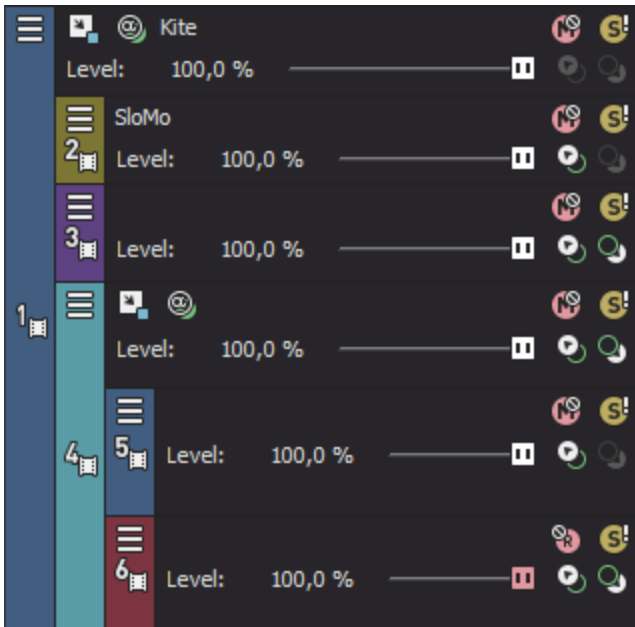 Kite M S!
Level: 100,0 %
SloMo M S!
2 Level: 100,0 %
M S!
3 Level: 100,0 %
1
@ M S!
Level: 100,0 %
M S!
4 5 Level: 100,0 %
R S!
6 Level: 100,0 %